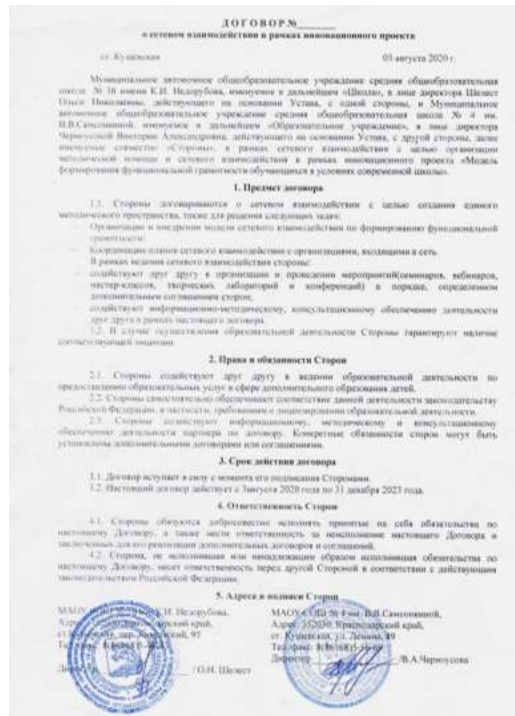 ДОГОВОР №________
о сетевом взаимодействии в рамках инновационного проекта
ст. Кущевская 03 августа 2020 г.
Муниципальное автономное общеобразовательное учреждение средняя общеобразовательная
школа № 16 имени К.И. Недорубова, именуемое в дальнейшем «Школа», в лице директора Шелест
Ольги Николаевны, действующего на основании Устава, с одной стороны, и Муниципальное
автономное общеобразовательное учреждение средняя общеобразовательная школа № 4 им.
В.В.Самсонкиной, именуемое в дальнейшем «Образовательное учреждение», в лице директора
Черноусовой Виктории Александровны, действующего на основании Устава, с другой стороны, далее
именуемые совместно «Стороны», в рамках сетевого взаимодействия с целью организации
методической помощи и сетевого взаимодействия в рамках инновационного проекта «Модель
формирования функциональной грамотности обучающихся в условиях современной школы».
1. Предмет договора
1.1. Стороны договариваются о сетевом взаимодействии с целью создания единого
методического пространства, также для решения следующих задач:
- Организации и внедрении модели сетевого взаимодействия по формированию функциональной
грамотности;
- Координации планов сетевого взаимодействия с организациями, входящими в сеть.
В рамках ведения сетевого взаимодействия стороны:
- содействуют друг другу в организации и проведении мероприятий(семинаров, вебинаров,
мастер-классов, творческих лабораторий и конференций) в порядке, определенном
дополнительным соглашением сторон;
- содействуют информационно-методическому, консультационному обеспечению деятельности
друг друга в рамках настоящего договора.
1.2. В случае осуществления образовательной деятельности Стороны гарантируют наличие
соответствующей лицензии.
2. Права и обязанности Сторон
2.1. Стороны содействуют друг другу в ведении образовательной деятельности по
предоставлению образовательных услуг в сфере дополнительного образования детей.
2.2. Стороны самостоятельно обеспечивают соответствие данной деятельности законодательству
Российской Федерации, в частности, требованиям о лицензировании образовательной деятельности.
2.3. Стороны содействуют информационному, методическому и консультационному
обеспечению деятельности партнера по договору. Конкретные обязанности сторон могут быть
установлены дополнительными договорами или соглашениями.
3. Срок действия договора
3.1. Договор вступает в силу с момента его подписания Сторонами.
3.2. Настоящий договор действует с 3августа 2020 года по 31 декабря 2023 года.
4. Ответственность Сторон
4.1. Стороны обязуются добросовестно исполнять принятые на себя обязательства по
настоящему Договору, а также нести ответственность за неисполнение настоящего Договора и
заключенных для его реализации дополнительных договоров и соглашений.
4.2. Сторона, не исполнившая или ненадлежащим образом исполнившая обязательства по
настоящему Договору, несет ответственность перед другой Стороной в соответствии с действующим
законодательством Российской Федерации.
5. Адреса и подписи Сторон
К.И. Недорубова, МАОУ СОШ № 4 им. В.В.Самсонкиной,
край, Адрес: 352030, Краснодарский край,
пер. 95 ст. Кущевская, ул. Ленина, 89
Директор
/ О.Н. Шелест /В.А.Черноусова